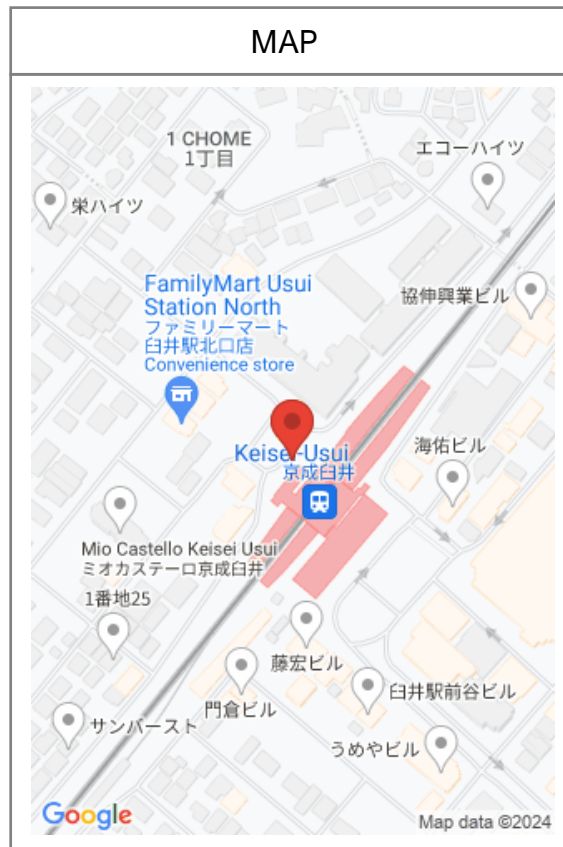 MAP
1 CHOME
1丁目
エコーハイツ
栄ハイツ
FamilyMart Usui
Station North
ファミリーマート
臼井駅北口店
Convenience store
協伸興業ビル
Keisei-Usui
京成臼井
海佑ビル
Mio Castello Keisei Usui
ミオカステーロ京成臼井
1番地25
藤宏ビル
門倉ビル
臼井駅前谷ビル
サンバースト
うめやビル
Google
Map data ©2024